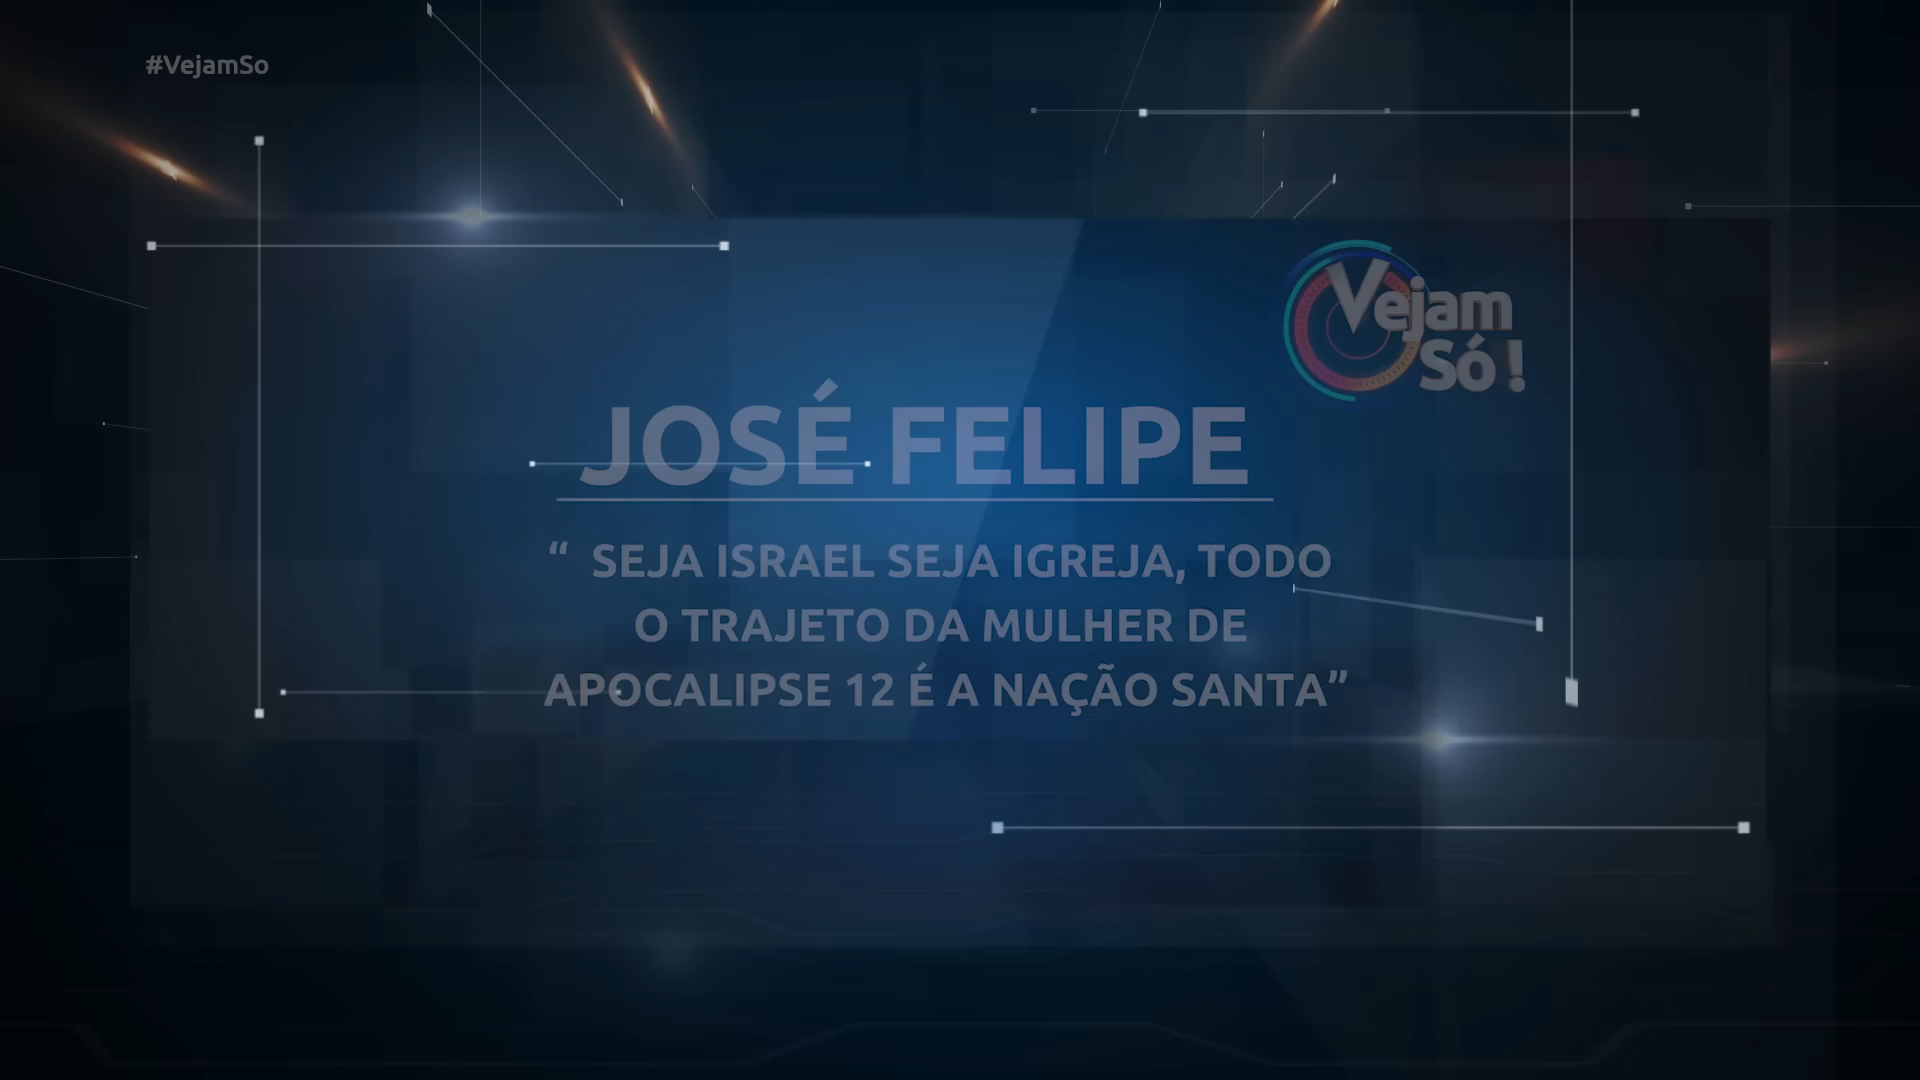 #VejamSo
Vejam
Só!
JOSÉ FELIPE
“ SEJA ISRAEL SEJA IGREJA, TODO
O TRAJETO DA MULHER DE
APOCALIPSE 12 É A NAÇÃO SANTA”